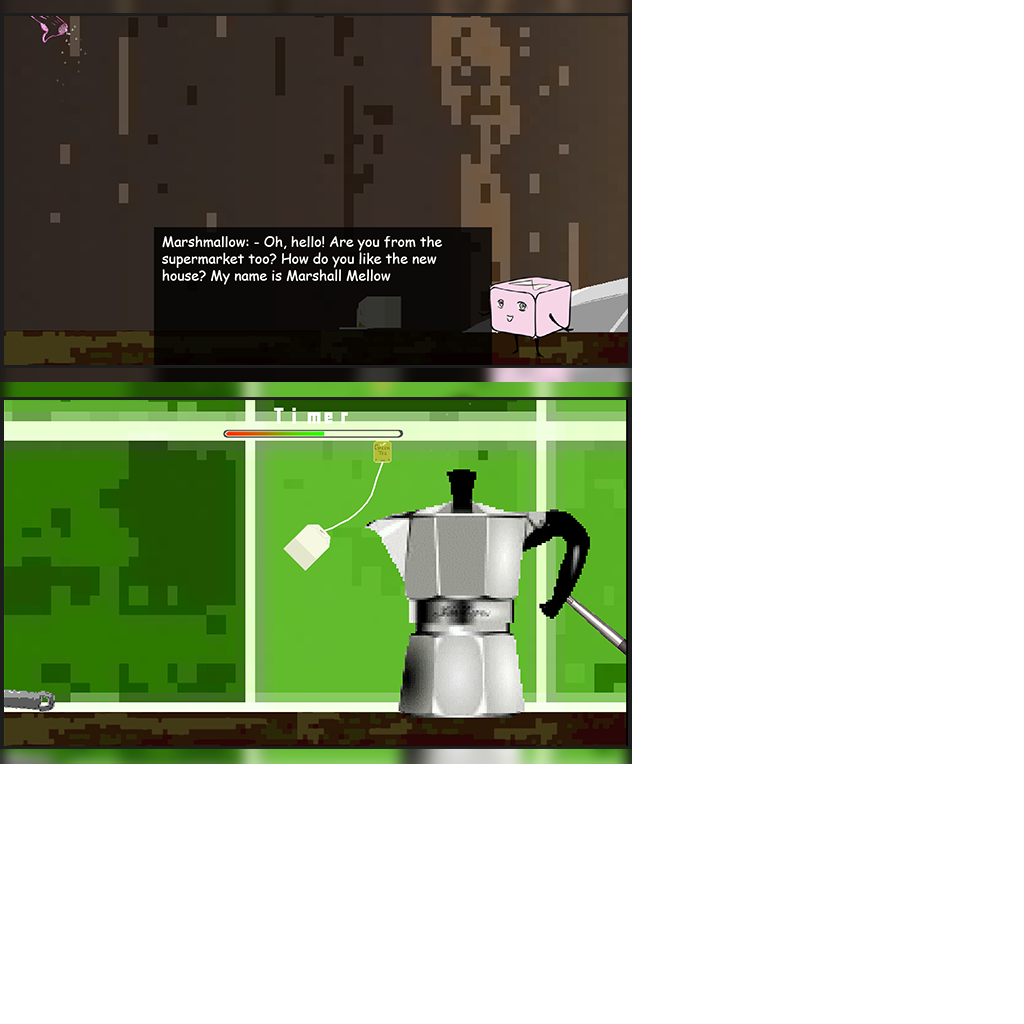 Marshmallow: - Oh, hello! Are you from the
supermarket too? How do you like the new
house? My name is Marshall Mellow
Timer
Green
Tea